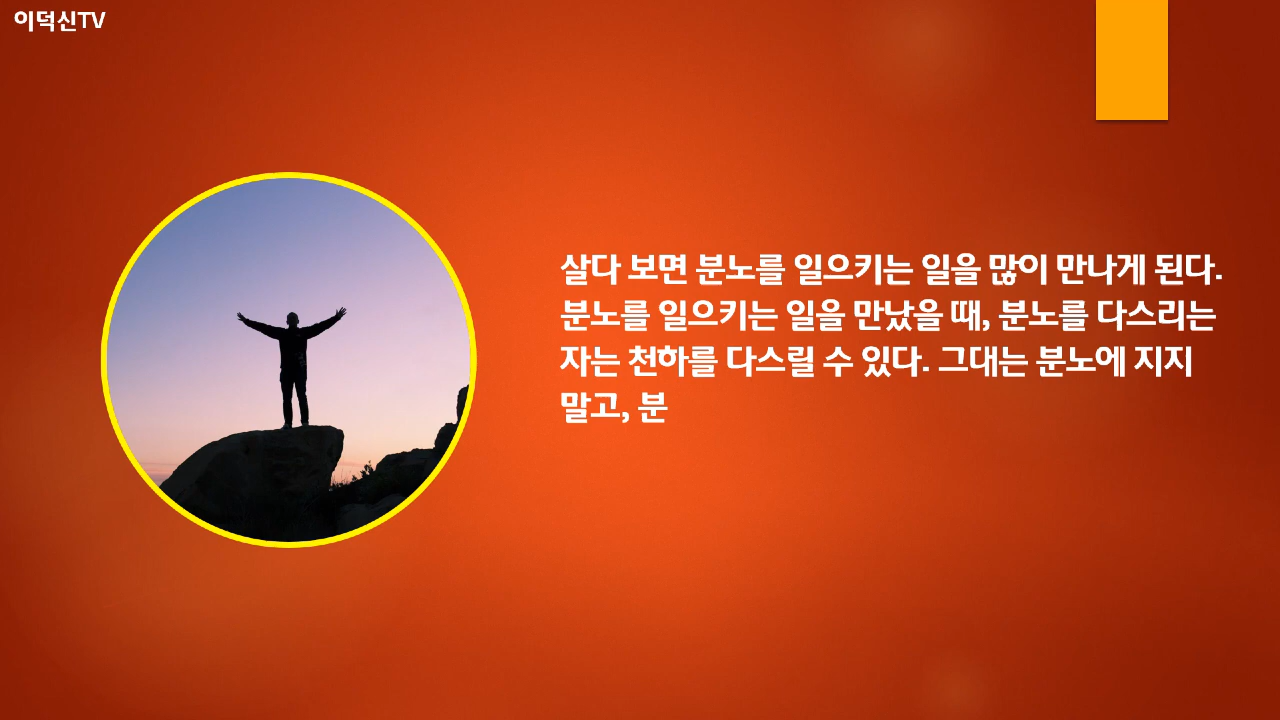 이덕신TV
살다 보면 분노를 일으키는 일을 많이 만나게 된다.
분노를 일으키는 일을 만났을 때, 분노를 다스리는
자는 천하를 다스릴 수 있다. 그대는 분노에 지지
말고, 분